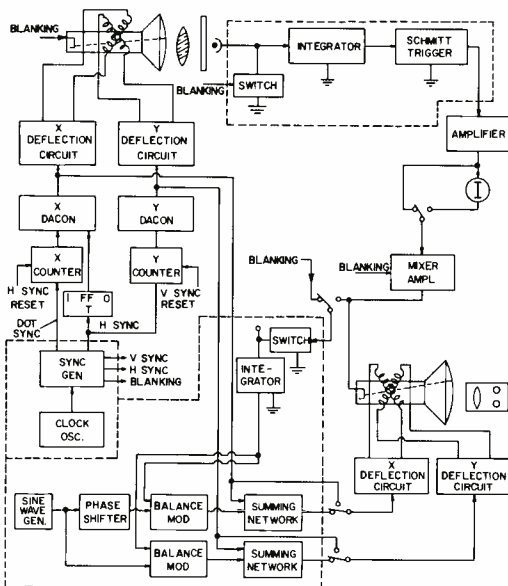 BLANKING
INTEGRATOR
SCHMITT
TRIGGER
BLANKING
SWITCH
AMPLIFIER
X
DEFLECTION
CIRCUIT
Y
DEFLECTION
CIRCUIT
I
X
DACON
Y
DACON
BLANKING
MIXER
AMPL
BLANKING
X
COUNTER
Y
COUNTER
H SYNC
RESET
I FF O
T
V SYNC
RESET
DOT
SYNC
H SYNC
SWITCH
SYNC
GEN
V SYNC
H SYNC
BLANKING
INTE-
GRATOR
CLOCK
OSC.
X
DEFLECTION
CIRCUIT
Y
DEFLECTION
CIRCUIT
SINE
WAVE
GEN.
PHASE
SHIFTER
BALANCE
MOD
SUMMING
NETWORK
BALANCE
MOD
SUMMING
NETWORK